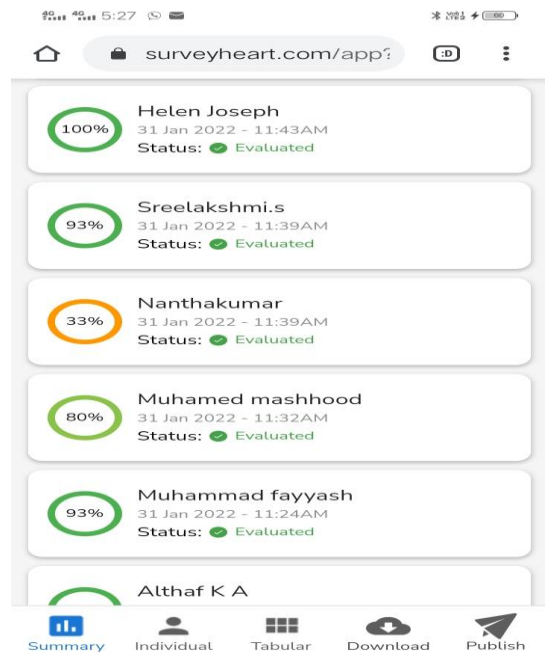 4G 4G 5:27
surveyheart.com/app?
:D
100%
Helen Joseph
31 Jan 2022 - 11:43AM
Status: Evaluated
93%
Sreelakshmi.s
31 Jan 2022 - 11:39AM
Status: Evaluated
33%
Nanthakumar
31 Jan 2022 - 11:39AM
Status: Evaluated
80%
Muhamed mashhood
31 Jan 2022 - 11:32AM
Status: Evaluated
93%
Muhammad fayyash
31 Jan 2022 - 11:24AM
Status: Evaluated
Althaf K A
Summary Individual Tabular Download Publish